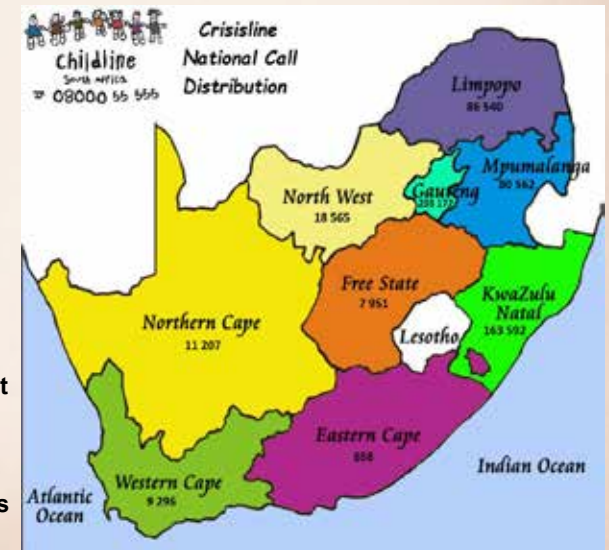 Childline
South Africa
08000 55 555
Crisisline
National Call
Distribution
Limpopo
86 540
Mpumalanga
Gauteng
North West
18 565
Free State
7 951
KwaZulu
Natal
163 592
Lesotho
Northern Cape
11 207
t
Eastern Cape
858
Indian Ocean
Western Cape
9 296
s
Atlantic
Ocean